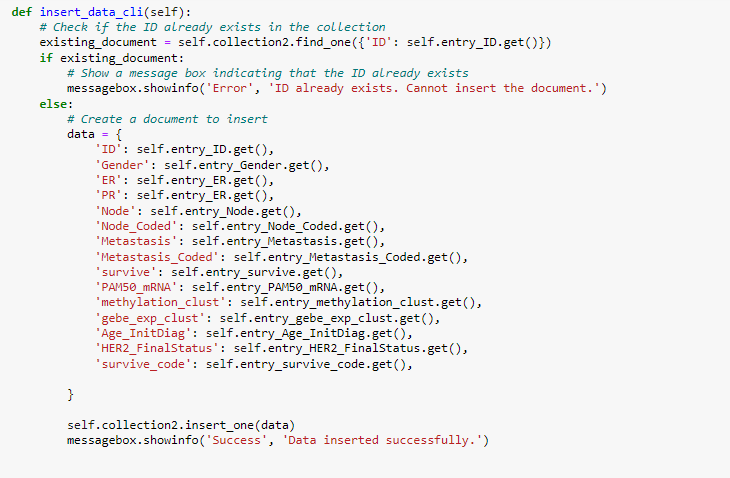 def insert_data_cli(self):
    # Check if the ID already exists in the collection
    existing_document = self.collection2.find_one({'ID': self.entry_ID.get()})
    if existing_document:
        # Show a message box indicating that the ID already exists
        messagebox.showinfo('Error', 'ID already exists. Cannot insert the document.')
    else:
        # Create a document to insert
        data = {
            'ID': self.entry_ID.get(),
            'Gender': self.entry_Gender.get(),
            'ER': self.entry_ER.get(),
            'PR': self.entry_ER.get(),
            'Node': self.entry_Node.get(),
            'Node_Coded': self.entry_Node_Coded.get(),
            'Metastasis': self.entry_Metastasis.get(),
            'Metastasis_Coded': self.entry_Metastasis_Coded.get(),
            'survive': self.entry_survive.get(),
            'PAM50_mRNA': self.entry_PAM50_mRNA.get(),
            'methylation_clust': self.entry_methylation_clust.get(),
            'gebe_exp_clust': self.entry_gebe_exp_clust.get(),
            'Age_InitDiag': self.entry_Age_InitDiag.get(),
            'HER2_FinalStatus': self.entry_HER2_FinalStatus.get(),
            'survive_code': self.entry_survive_code.get(),

        }

        self.collection2.insert_one(data)
        messagebox.showinfo('Success', 'Data inserted successfully.')